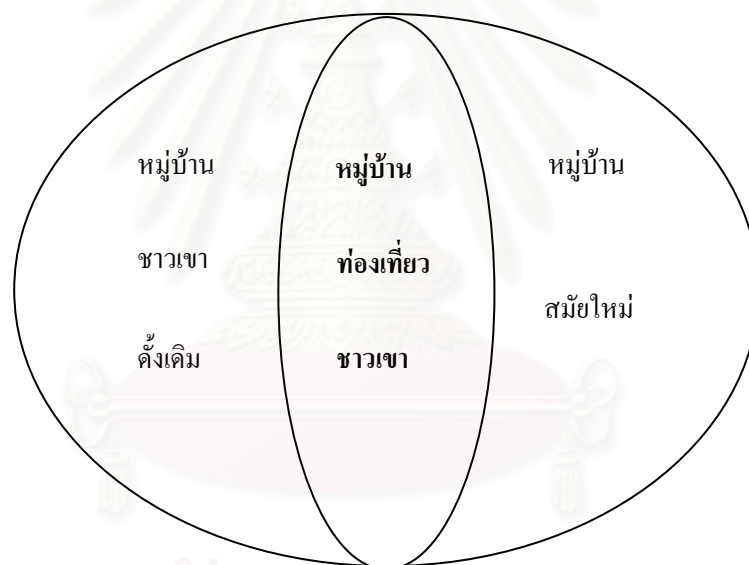 หมู่บ้าน
ชาวเขา
ดั้งเดิม
หมู่บ้าน
ท่องเที่ยว
ชาวเขา
หมู่บ้าน
สมัยใหม่